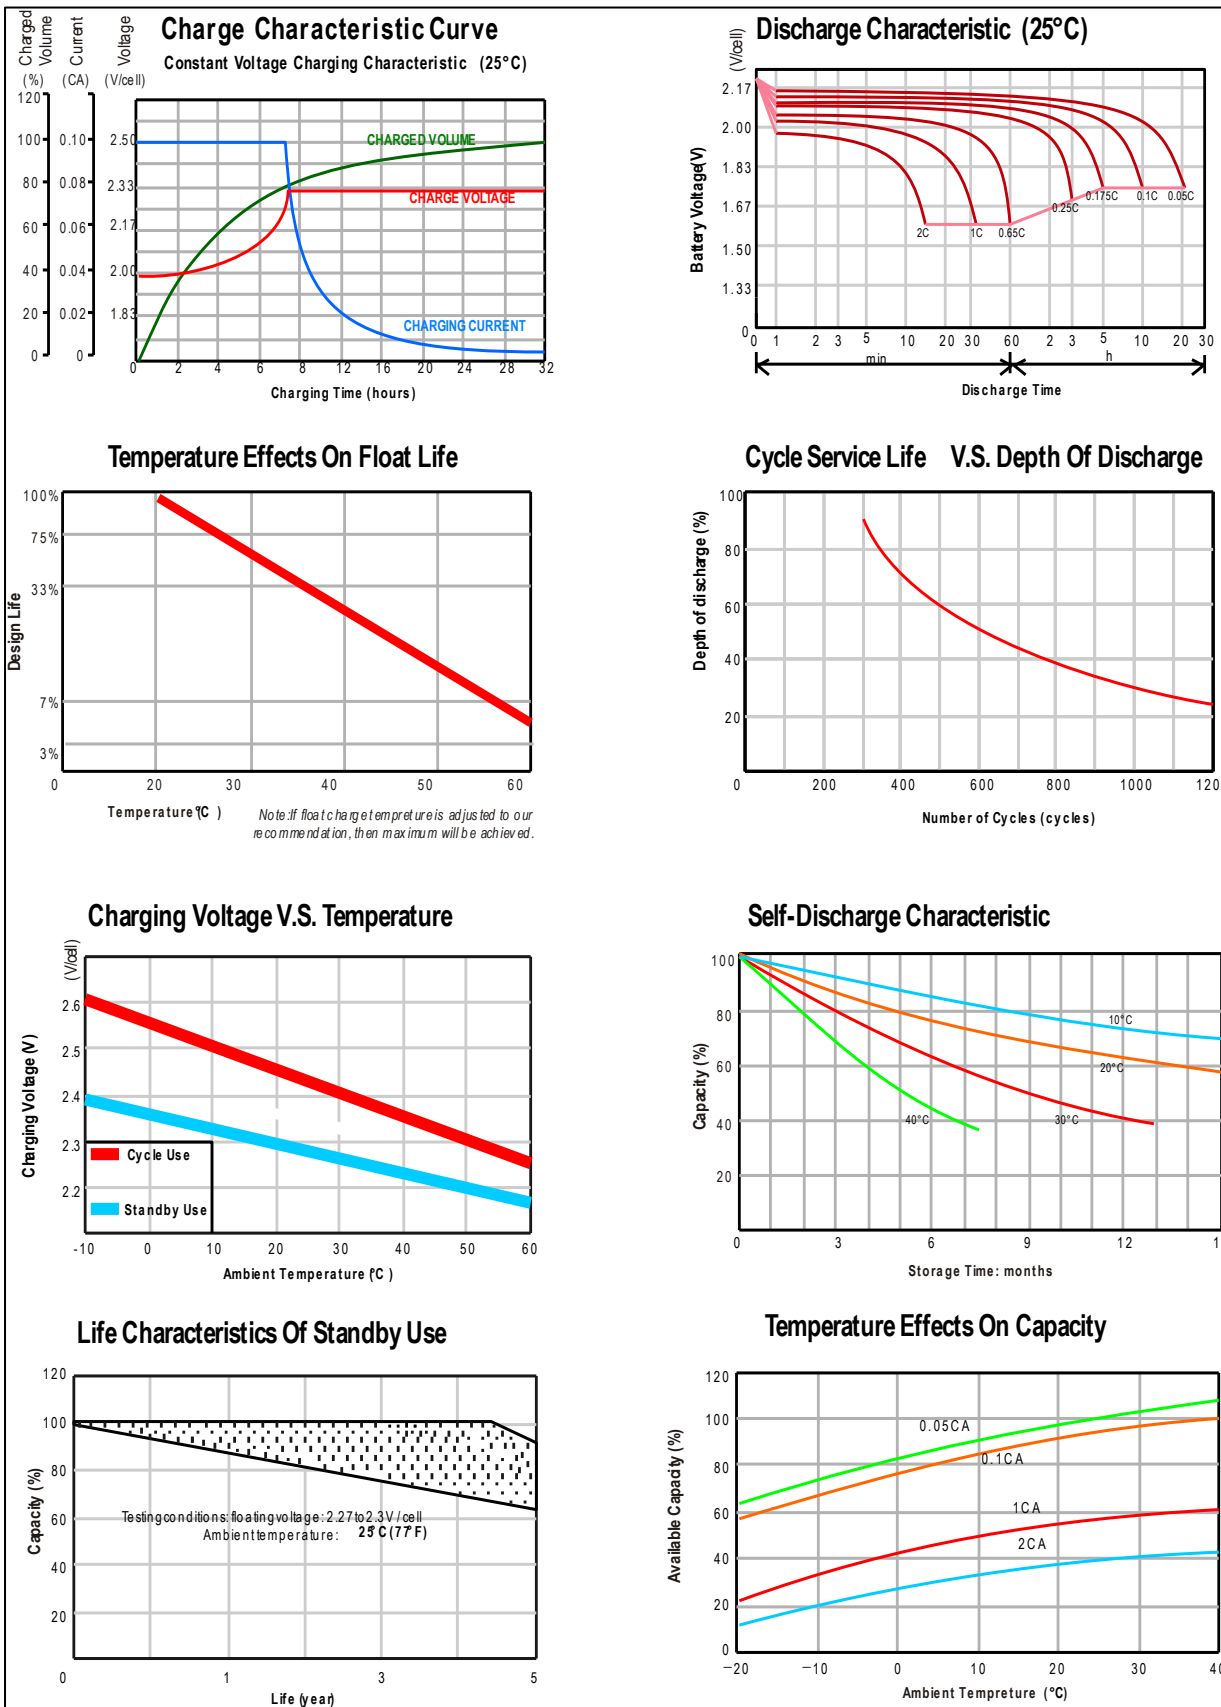 Charge Characteristic Curve
Constant Voltage Charging Characteristic (25°C)
Charged Volume
(%)
Current
(CA)
Voltage
(V/cell)
120
100 0.10 2.50
80 0.08 2.33
60 0.06 2.17
40 0.04 2.00
20 0.02 1.83
0 0
CHARGED VOLUME
CHARGE VOLTAGE
CHARGING CURRENT
0 2 4 6 8 12 16 20 24 28 32
Charging Time (hours)
Discharge Characteristic (25°C)
(V/cell)
Battery Voltage(V)
2.17
2.00
1.83
1.67
1.50
1.33
0
2C 1C 0.65C 0.25C 0.175C 0.1C 0.05C
0 1 2 3 5 10 20 30 60 2 3 5 10 20 30
min h
Discharge Time
Temperature Effects On Float Life
Design Life
100%
75%
33%
7%
3%
0 20 30 40 50 60
Temperature(°C )
Note:If float charge tempreture is adjusted to our
recommendation, then maximum will be achieved.
Cycle Service Life V.S. Depth Of Discharge
Depth of discharge (%)
100
80
60
40
20
0 200 400 600 800 1000 120
Number of Cycles (cycles)
Charging Voltage V.S. Temperature
(V/cell)
Charging Voltage (V)
2.6
2.5
2.4
2.3
2.2
Cycle Use
Standby Use
-10 0 10 20 30 40 50 60
Ambient Temperature (°C )
Self-Discharge Characteristic
Capacity (%)
100
80
60
40
20
10°C
20°C
30°C
40°C
0 3 6 9 12 1
Storage Time: months
Life Characteristics Of Standby Use
Capacity (%)
120
100
80
60
40
20
Testing conditions: floating voltage: 2.27 to 2.3V / cell
Ambient temperature: 25°C (77°F)
0 1 3 5
Life (year)
Temperature Effects On Capacity
Available Capacity (%)
120
100
80
60
40
20
0
0.05CA
0.1CA
1CA
2CA
−20 −10 0 10 20 30 40
Ambient Tempreture (°C)